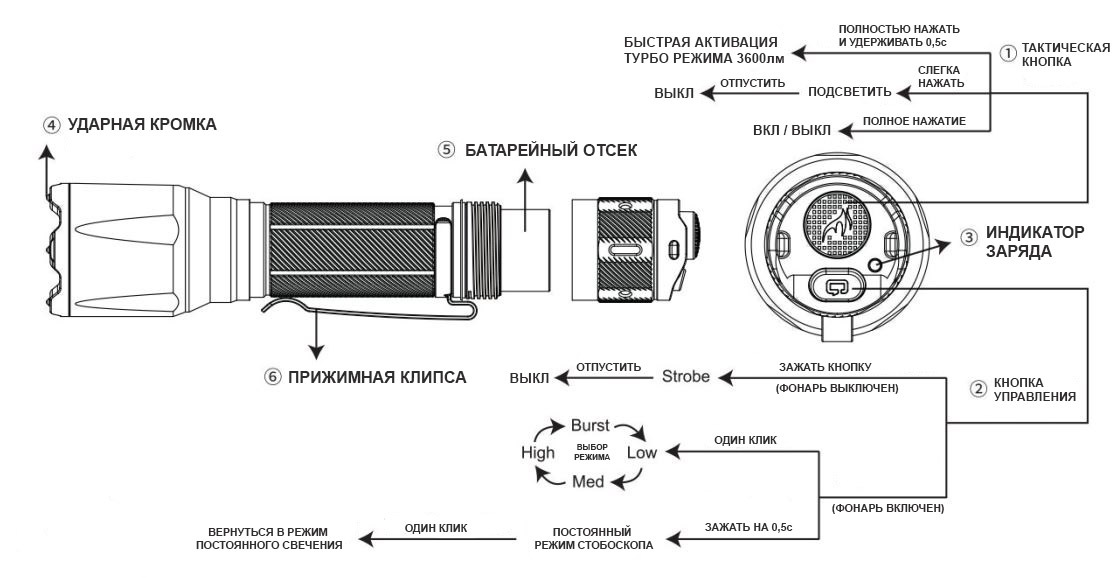 ПОЛНОСТЬЮ НАЖАТЬ
И УДЕРЖИВАТЬ 0,5с
БЫСТРАЯ АКТИВАЦИЯ
ТУРБО РЕЖИМА 3600лм
① ТАКТИЧЕСКАЯ
КНОПКА
СЛЕГКА
НАЖАТЬ
ВЫКЛ
ОТПУСТИТЬ
ПОДСВЕТИТЬ
ВКЛ / ВЫКЛ
ПОЛНОЕ НАЖАТИЕ
④ УДАРНАЯ КРОМКА
⑤ БАТАРЕЙНЫЙ ОТСЕК
③ ИНДИКАТОР
ЗАРЯДА
⑥ ПРИЖИМНАЯ КЛИПСА
ВЫКЛ
ОТПУСТИТЬ
Strobe
ЗАЖАТЬ КНОПКУ
(ФОНАРЬ ВЫКЛЮЧЕН)
② КНОПКА
УПРАВЛЕНИЯ
Burst
High
ВЫБОР
РЕЖИМА
Low
Med
ОДИН КЛИК
(ФОНАРЬ ВКЛЮЧЕН)
ВЕРНУТЬСЯ В РЕЖИМ
ПОСТОЯННОГО СВЕЧЕНИЯ
ОДИН КЛИК
ПОСТОЯННЫЙ
РЕЖИМ СТОБОСКОПА
ЗАЖАТЬ НА 0,5с